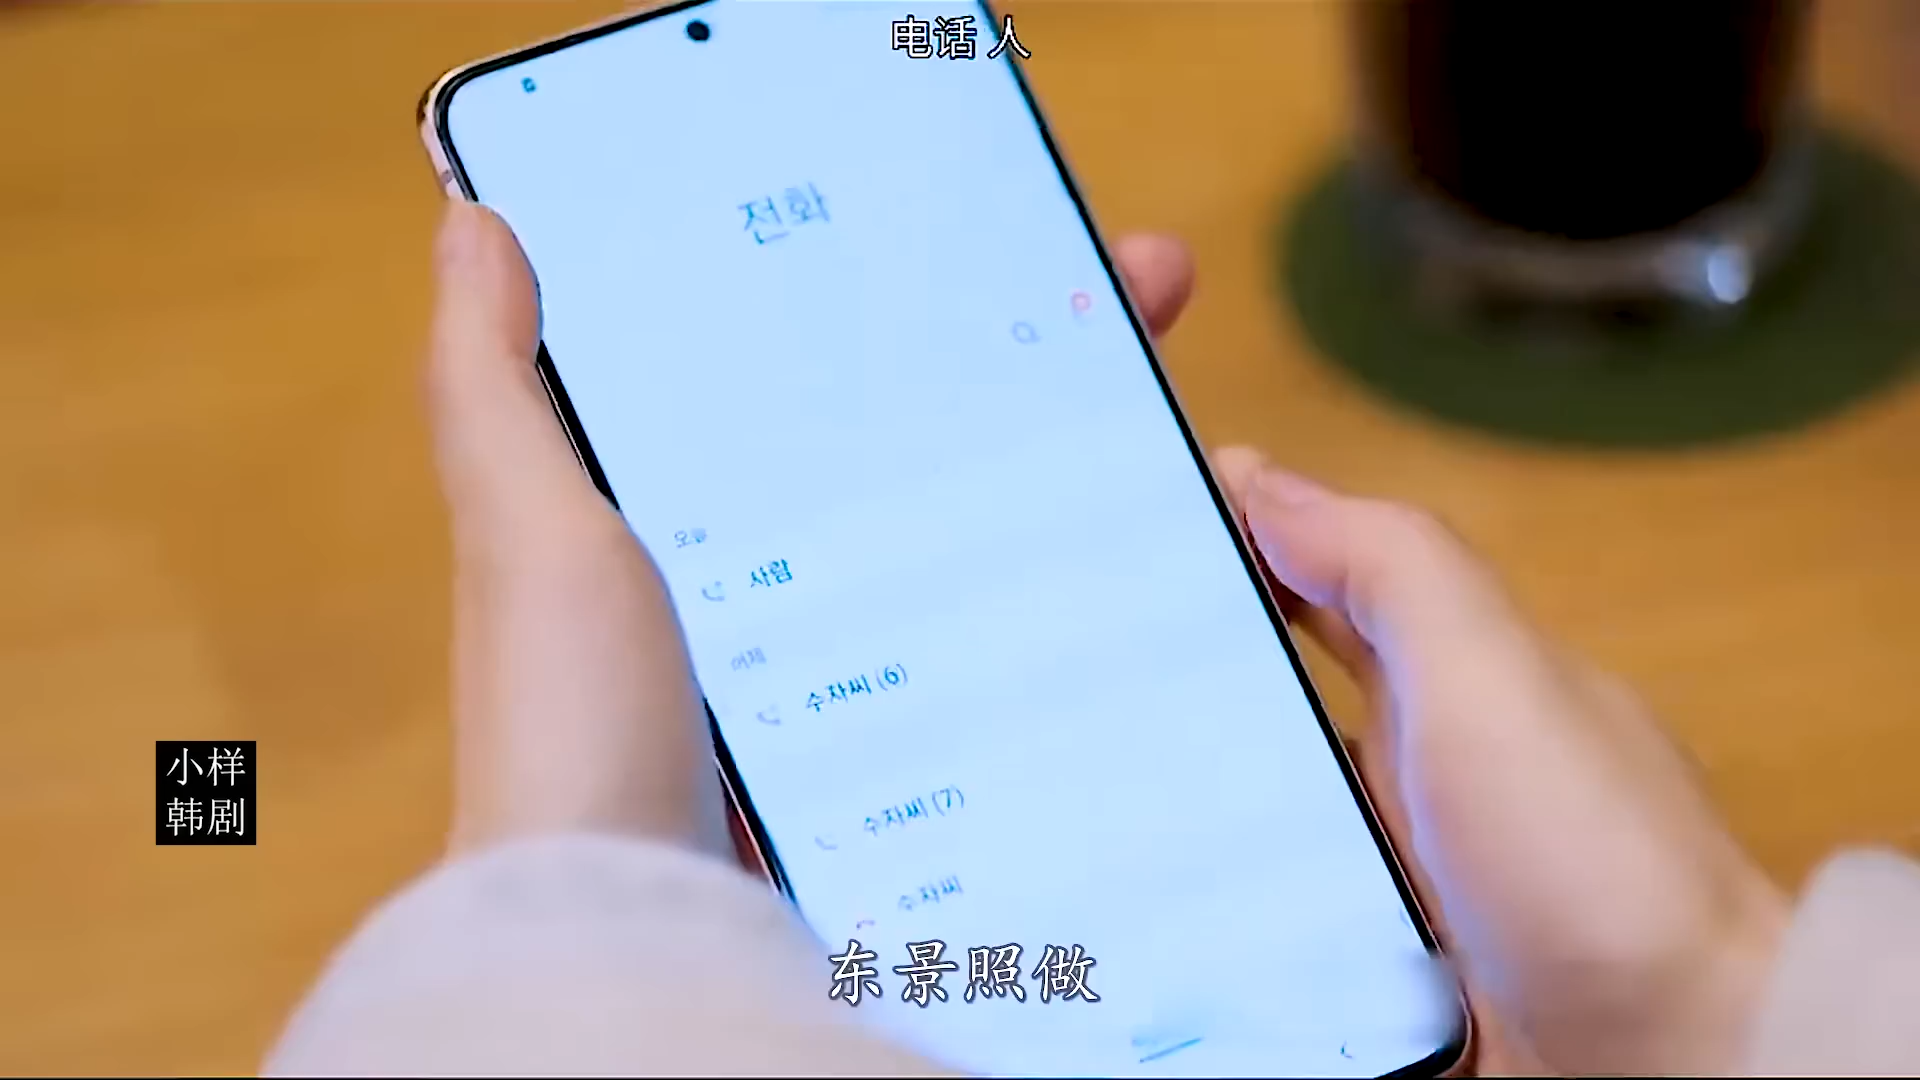 电话 人
전화
오늘
사람
어제
수자씨 (6)
수자씨 (7)
수자씨
小样
韩剧
东景照做